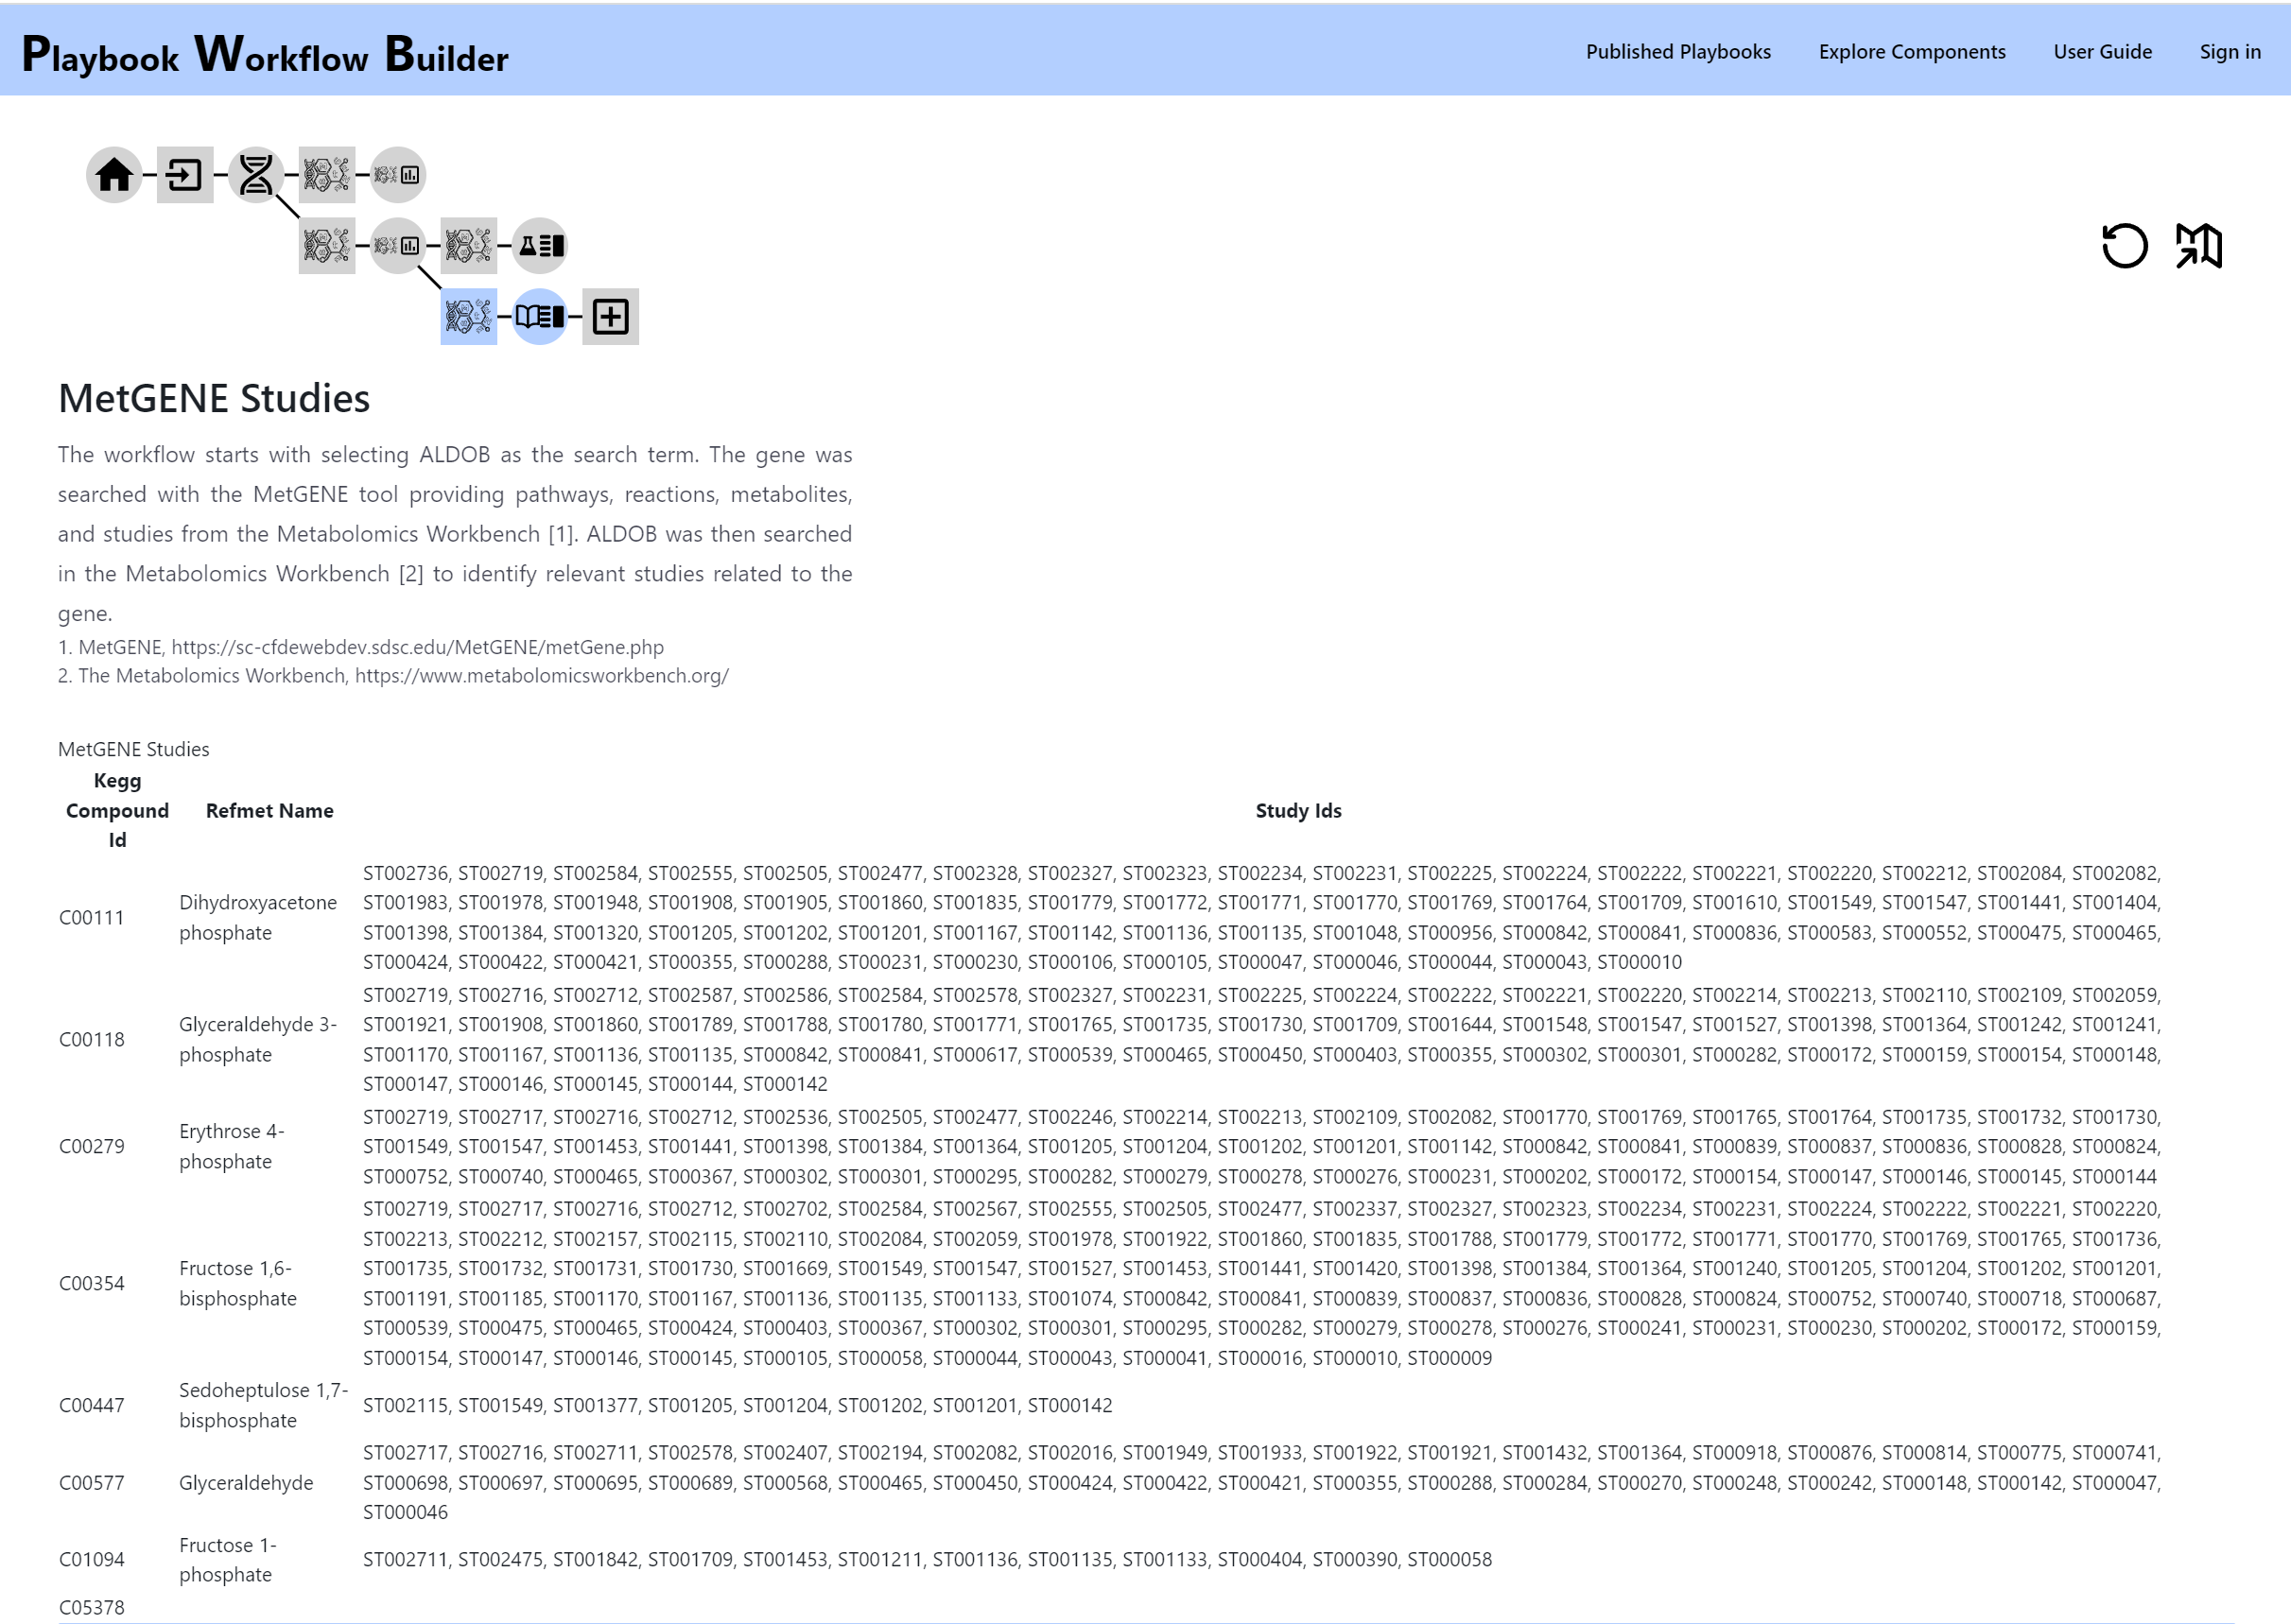 Playbook Workflow Builder
Published Playbooks Explore Components User Guide Sign in
MetGENE Studies
The workflow starts with selecting ALDOB as the search term. The gene was
searched with the MetGENE tool providing pathways, reactions, metabolites,
and studies from the Metabolomics Workbench [1]. ALDOB was then searched
in the Metabolomics Workbench [2] to identify relevant studies related to the
gene.
1. MetGENE, https://sc-cfdewebdev.sdsc.edu/MetGENE/metGene.php
2. The Metabolomics Workbench, https://www.metabolomicsworkbench.org/
MetGENE Studies
Kegg
Compound
Id
Refmet Name
Study Ids
C00111
Dihydroxyacetone
phosphate
ST002736, ST002719, ST002584, ST002555, ST002505, ST002477, ST002328, ST002327, ST002323, ST002234, ST002231, ST002225, ST002224, ST002222, ST002221, ST002220, ST002212, ST002084, ST002082,
ST001983, ST001978, ST001948, ST001908, ST001905, ST001860, ST001835, ST001779, ST001772, ST001771, ST001770, ST001769, ST001764, ST001709, ST001610, ST001549, ST001547, ST001441, ST001404,
ST001398, ST001384, ST001320, ST001205, ST001202, ST001201, ST001167, ST001142, ST001136, ST001135, ST001048, ST000956, ST000842, ST000841, ST000836, ST000583, ST000552, ST000475, ST000465,
ST000424, ST000422, ST000421, ST000355, ST000288, ST000231, ST000230, ST000106, ST000105, ST000047, ST000046, ST000044, ST000043, ST000010
C00118
Glyceraldehyde 3-
phosphate
ST002719, ST002716, ST002712, ST002587, ST002586, ST002584, ST002578, ST002327, ST002231, ST002225, ST002224, ST002222, ST002221, ST002220, ST002214, ST002213, ST002110, ST002109, ST002059,
ST001921, ST001908, ST001860, ST001789, ST001788, ST001780, ST001771, ST001765, ST001735, ST001730, ST001709, ST001644, ST001548, ST001547, ST001527, ST001398, ST001364, ST001242, ST001241,
ST001170, ST001167, ST001136, ST001135, ST000842, ST000841, ST000617, ST000539, ST000465, ST000450, ST000403, ST000355, ST000302, ST000301, ST000282, ST000172, ST000159, ST000154, ST000148,
ST000147, ST000146, ST000145, ST000144, ST000142
C00279
Erythrose 4-
phosphate
ST002719, ST002717, ST002716, ST002712, ST002536, ST002505, ST002477, ST002246, ST002214, ST002213, ST002109, ST002082, ST001770, ST001769, ST001765, ST001764, ST001735, ST001732, ST001730,
ST001549, ST001547, ST001453, ST001441, ST001398, ST001384, ST001364, ST001205, ST001204, ST001202, ST001201, ST001142, ST000842, ST000841, ST000839, ST000837, ST000836, ST000828, ST000824,
ST000752, ST000740, ST000465, ST000367, ST000302, ST000301, ST000295, ST000282, ST000279, ST000278, ST000276, ST000231, ST000202, ST000172, ST000154, ST000147, ST000146, ST000145, ST000144
C00354
Fructose 1,6-
bisphosphate
ST002719, ST002717, ST002716, ST002712, ST002702, ST002584, ST002567, ST002555, ST002505, ST002477, ST002337, ST002327, ST002323, ST002234, ST002231, ST002224, ST002222, ST002221, ST002220,
ST002213, ST002212, ST002157, ST002115, ST002110, ST002084, ST002059, ST001978, ST001922, ST001860, ST001835, ST001788, ST001779, ST001772, ST001771, ST001770, ST001769, ST001765, ST001736,
ST001735, ST001732, ST001731, ST001730, ST001669, ST001549, ST001547, ST001527, ST001453, ST001441, ST001420, ST001398, ST001384, ST001364, ST001240, ST001205, ST001204, ST001202, ST001201,
ST001191, ST001185, ST001170, ST001167, ST001136, ST001135, ST001133, ST001074, ST000842, ST000841, ST000839, ST000837, ST000836, ST000828, ST000824, ST000752, ST000740, ST000718, ST000687,
ST000539, ST000475, ST000465, ST000424, ST000403, ST000367, ST000302, ST000301, ST000295, ST000282, ST000279, ST000278, ST000276, ST000241, ST000231, ST000230, ST000202, ST000172, ST000159,
ST000154, ST000147, ST000146, ST000145, ST000105, ST000058, ST000044, ST000043, ST000041, ST000016, ST000010, ST000009
C00447
Sedoheptulose 1,7-
bisphosphate
ST002115, ST001549, ST001377, ST001205, ST001204, ST001202, ST001201, ST000142
C00577
Glyceraldehyde
ST002717, ST002716, ST002711, ST002578, ST002407, ST002194, ST002082, ST002016, ST001949, ST001933, ST001922, ST001921, ST001432, ST001364, ST000918, ST000876, ST000814, ST000775, ST000741,
ST000698, ST000697, ST000695, ST000689, ST000568, ST000465, ST000450, ST000424, ST000422, ST000421, ST000355, ST000288, ST000284, ST000270, ST000248, ST000242, ST000148, ST000142, ST000047,
ST000046
C01094
Fructose 1-
phosphate
ST002711, ST002475, ST001842, ST001709, ST001453, ST001211, ST001136, ST001135, ST001133, ST000404, ST000390, ST000058
C05378